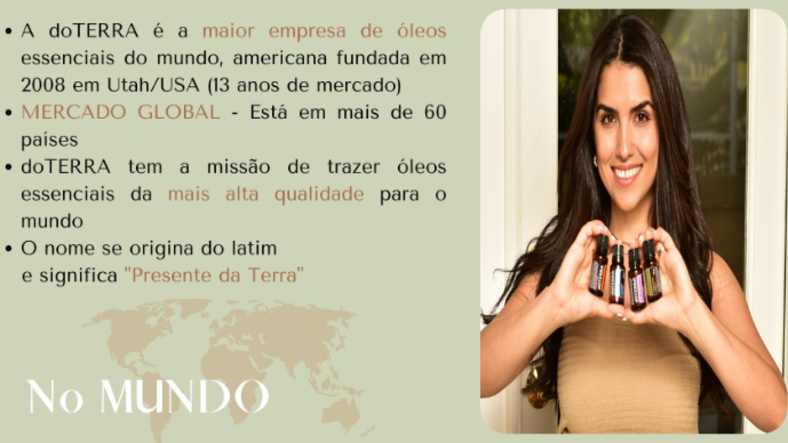 • A doTERRA é a maior empresa de óleos
essenciais do mundo, americana fundada em
2008 em Utah/USA (13 anos de mercado)
• MERCADO GLOBAL - Está em mais de 60
países
• doTERRA tem a missão de trazer óleos
essenciais da mais alta qualidade para o
mundo
• O nome se origina do latim
e significa "Presente da Terra"
No MUNDO